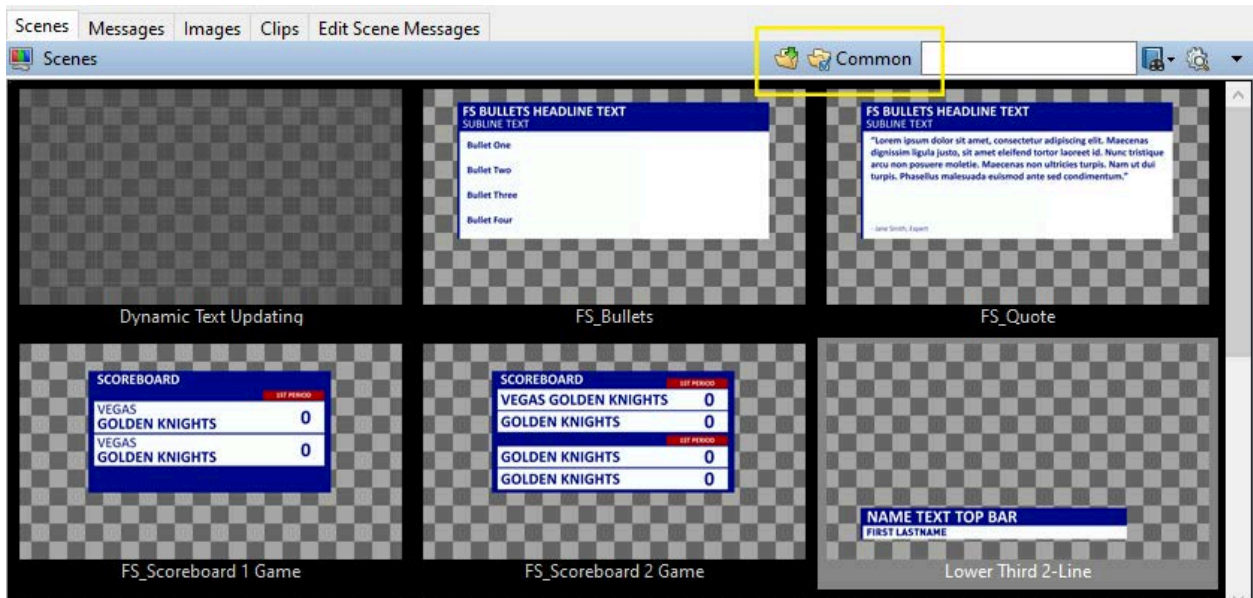 Scenes Messages Images Clips Edit Scene Messages
Scenes Common
FS BULLETS HEADLINE TEXT
SUBLINE TEXT
Bullet One
Bullet Two
Bullet Three
Bullet Four
FS BULLETS HEADLINE TEXT
SUBLINE TEXT
"Lorem ipsum dolor sit amet, consectetur adipiscing elit. Maecenas
dignissim ligula justo, sit amet eleifend tortor laoreet id. Nunc tristique
arcu non posuere moletie. Maecenas non ultricies turpis. Nam ut dui
turpis. Phasellus malesuada euismod ante sed condimentum."
- Jane Smith, Expert
Dynamic Text Updating
FS_Bullets
FS_Quote
SCOREBOARD
1ST PERIOD
VEGAS
GOLDEN KNIGHTS 0
VEGAS
GOLDEN KNIGHTS 0
SCOREBOARD
1ST PERIOD
VEGAS GOLDEN KNIGHTS 0
GOLDEN KNIGHTS 0
1ST PERIOD
GOLDEN KNIGHTS 0
GOLDEN KNIGHTS 0
NAME TEXT TOP BAR
FIRST LASTNAME
FS_Scoreboard 1 Game
FS_Scoreboard 2 Game
Lower Third 2-Line